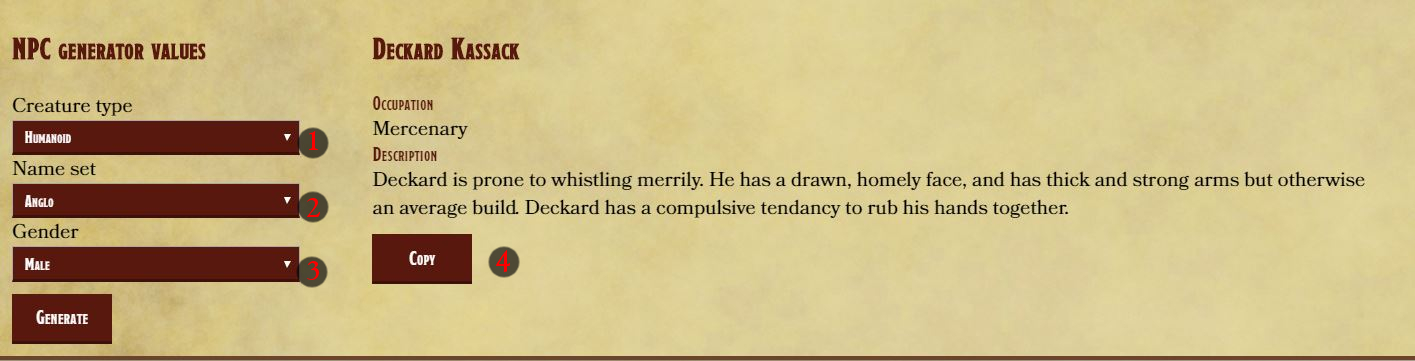 NPC generator values
Creature type
Humanoid
1
Name set
Anglo
2
Gender
Male
3
Generate
Deckard Kassack
Occupation
Mercenary
Description
Deckard is prone to whistling merrily. He has a drawn, homely face, and has thick and strong arms but otherwise
an average build. Deckard has a compulsive tendancy to rub his hands together.
Copy
4